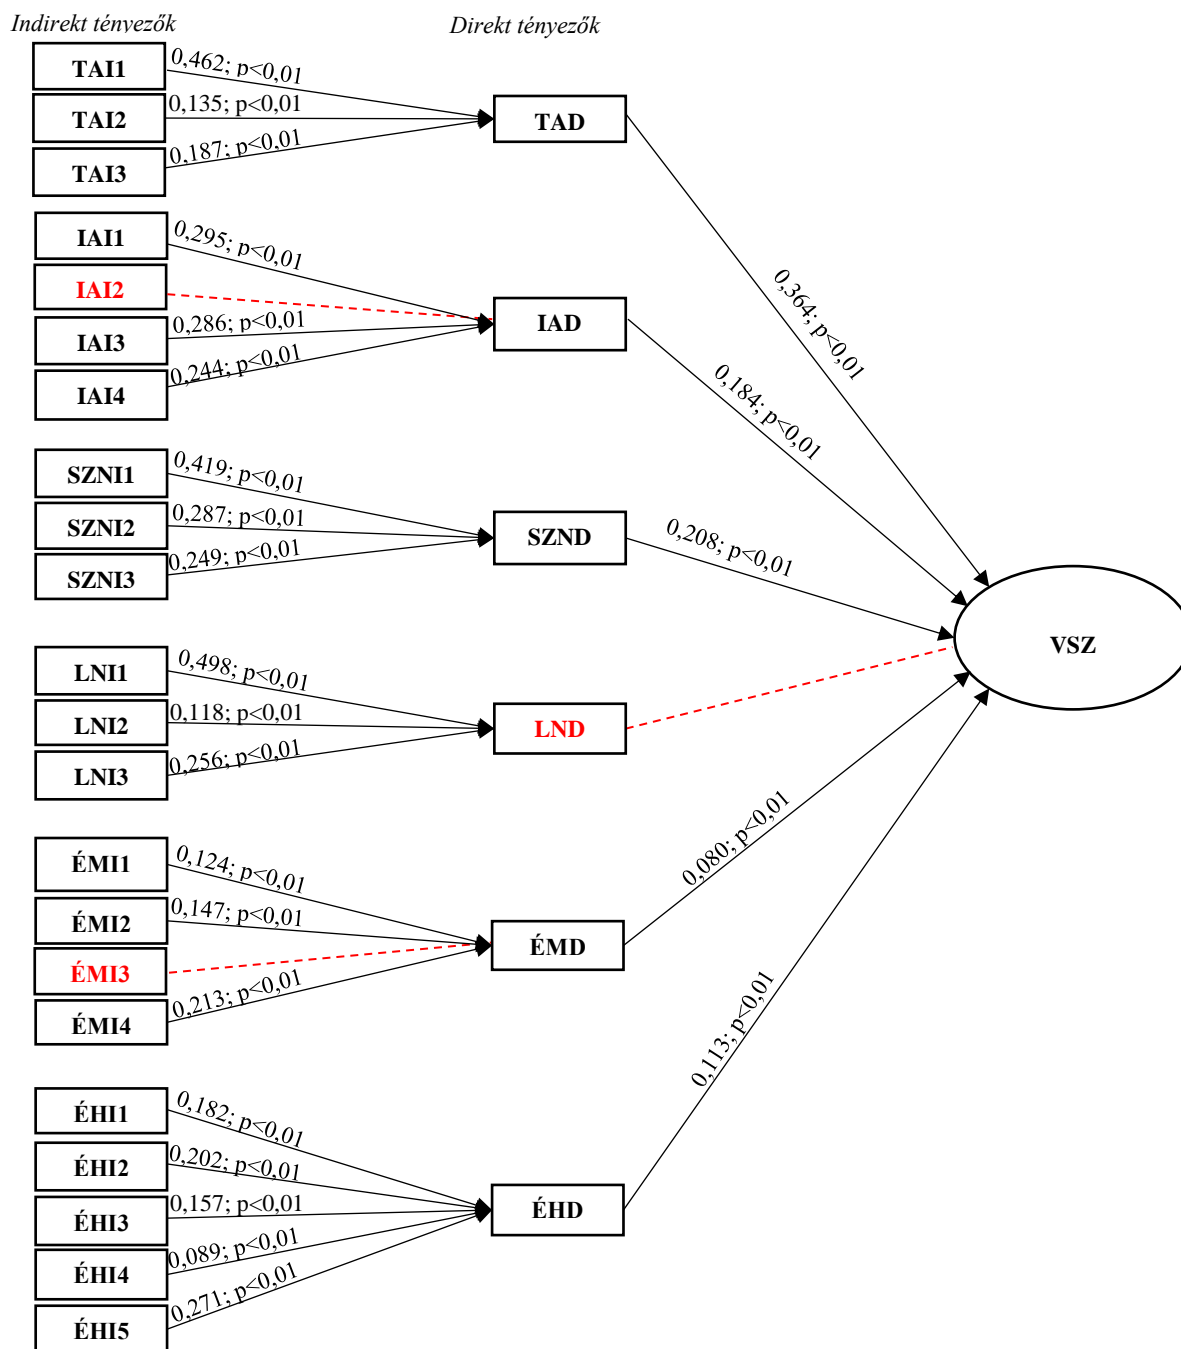 Indirekt tényezők
Direkt tényezők
TAI1
0,462; p<0,01
TAI2
0,135; p<0,01
TAI3
0,187; p<0,01
TAD
0,364; p<0,01
IAI1
0,295; p<0,01
IAI2
IAI3
0,286; p<0,01
IAI4
0,244; p<0,01
IAD
0,184; p<0,01
SZNI1
0,419; p<0,01
SZNI2
0,287; p<0,01
SZNI3
0,249; p<0,01
SZND
0,208; p<0,01
VSZ
LNI1
0,498; p<0,01
LNI2
0,118; p<0,01
LNI3
0,256; p<0,01
LND
ÉMI1
0,124; p<0,01
ÉMI2
0,147; p<0,01
ÉMI3
ÉMI4
0,213; p<0,01
ÉMD
0,080; p<0,01
ÉHI1
0,182; p<0,01
ÉHI2
0,202; p<0,01
ÉHI3
0,157; p<0,01
ÉHI4
0,089; p<0,01
ÉHI5
0,271; p<0,01
ÉHD
0,113; p<0,01